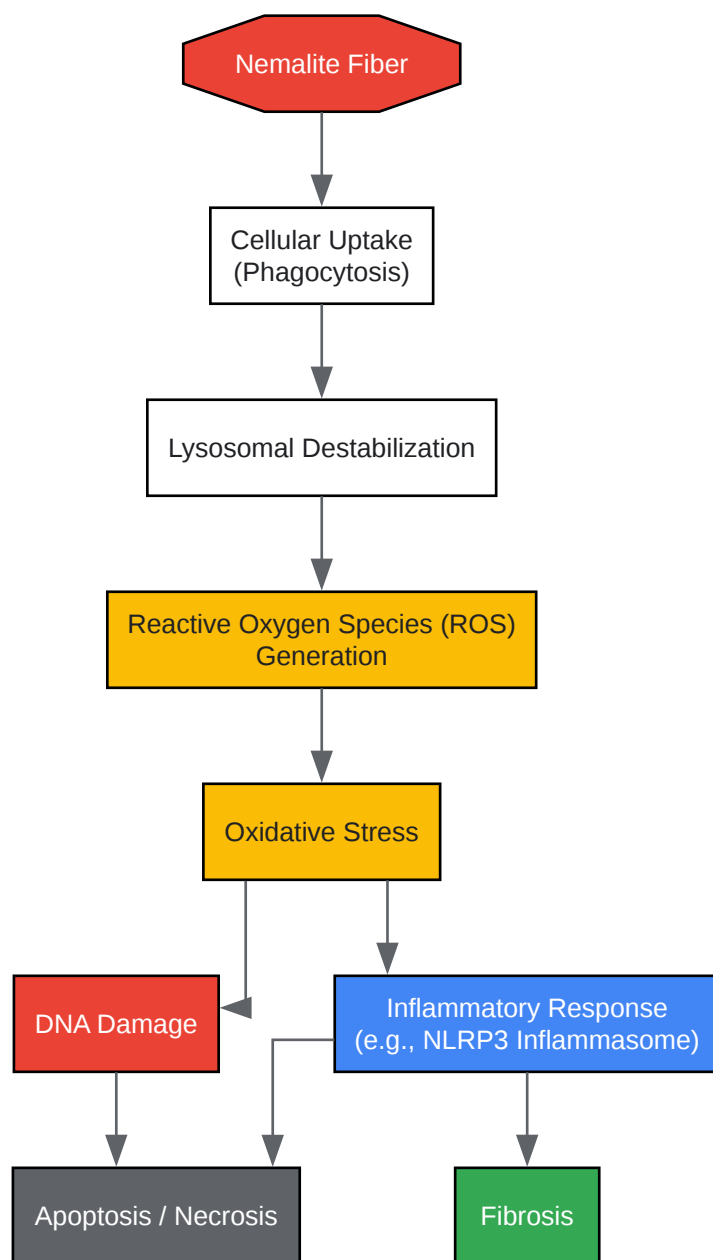 Nemalite Fiber
Cellular Uptake
(Phagocytosis)
Lysosomal Destabilization
Reactive Oxygen Species (ROS)
Generation
Oxidative Stress
DNA Damage
Inflammatory Response
(e.g., NLRP3 Inflammasome)
Apoptosis / Necrosis
Fibrosis